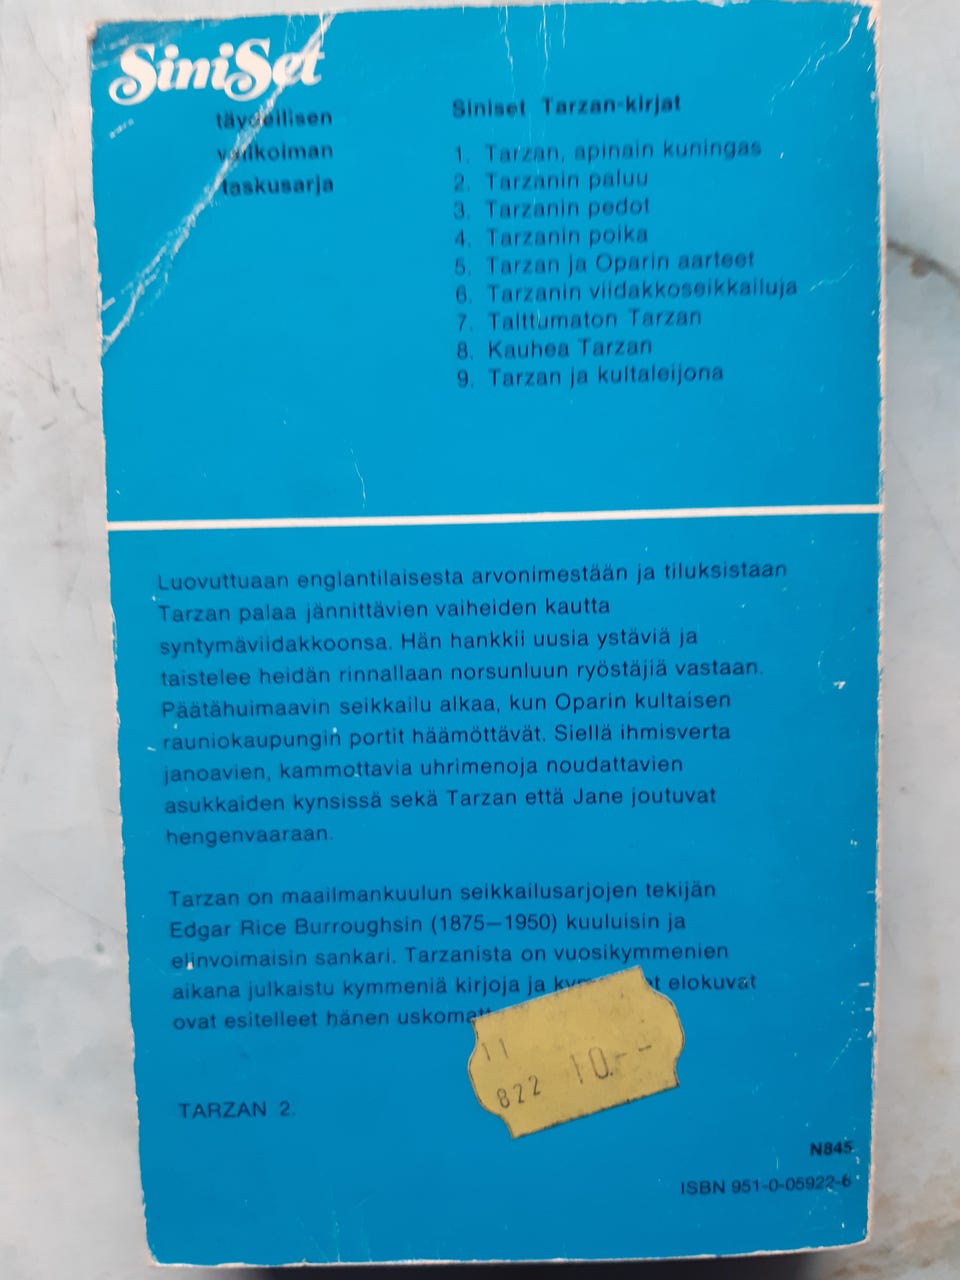 SiniSet
täydellisen
valikoiman
taskusarja
Siniset Tarzan-kirjat
1. Tarzan, apinain kuningas
2. Tarzanin paluu
3. Tarzanin pedot
4. Tarzanin poika
5. Tarzan ja Oparin aarteet
6. Tarzanin viidakkoseikkailuja
7. Talttumaton Tarzan
8. Kauhea Tarzan
9. Tarzan ja kultaleijona
Luovuttuaan englantilaisesta arvonimestään ja tiluksistaan
Tarzan palaa jännittävien vaiheiden kautta
syntymäviidakkoonsa. Hän hankkii uusia ystäviä ja
taistelee heidän rinnallaan norsunluun ryöstäjiä vastaan.
Päätähuimaavin seikkailu alkaa, kun Oparin kultaisen
rauniokaupungin portit häämöttävät. Siellä ihmisverta
janoavien, kammottavia uhrimenoja noudattavien
asukkaiden kynsissä sekä Tarzan että Jane joutuvat
hengenvaaraan.
Tarzan on maailmankuulun seikkailusarjojen tekijän
Edgar Rice Burroughsin (1875—1950) kuuluisin ja
elinvoimaisin sankari. Tarzanista on vuosikymmenien
aikana julkaistu kymmeniä kirjoja ja elokuvat
ovat esitelleet hänen
11
822 10.--
TARZAN 2.
N845
ISBN 951-0-05922-6